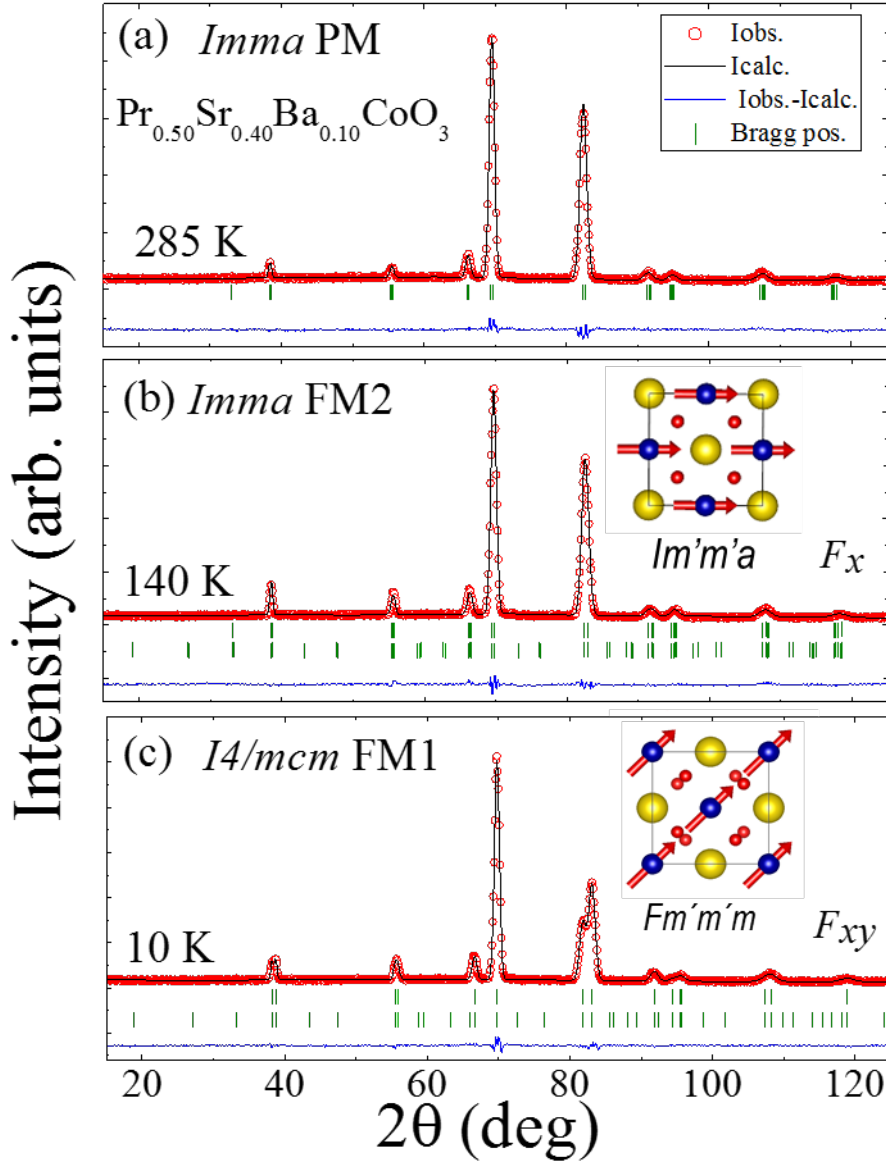 (a) Imma PM
Pr0.50Sr0.40Ba0.10CoO3
285 K
Iobs.
Icalc.
Iobs.-Icalc.
Bragg pos.
(b) Imma FM2
140 K
Im'm'a Fx
(c) I4/mcm FM1
10 K
Fm´m´m Fxy
Intensity (arb. units)
20 40 60 80 100 120
2θ (deg)